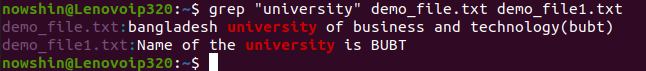 nowshin@Lenovoip320:~$ grep "university" demo_file.txt demo_file1.txt
demo_file.txt:bangladesh university of business and technology(bubt)
demo_file1.txt:Name of the university is BUBT
nowshin@Lenovoip320:~$